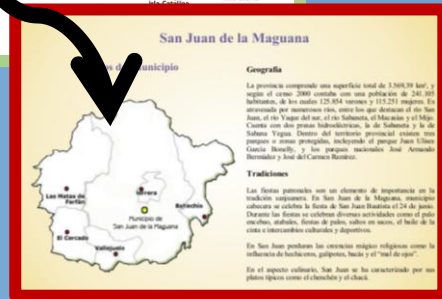 Isla Catalina
San Juan de la Maguana
Municipio
Las Matas de
Farfán
El Cercado
Vallejuelo
Bohechío
Municipio de
San Juan de la Maguana
Geografía
La provincia comprende una superficie total de 3.569,39 km², y
según el censo 2000 contaba con una población de 241.105
habitantes, de los cuales 125.854 varones y 115.251 mujeres. Es
atravesada por numerosos ríos, entre los que destacan el río San
Juan, el río Yaque del sur, el río Sabaneta, el Macasías y el Mijo.
Cuenta con dos presas hidroeléctricas, la de Sabaneta y la de
Sabana Yegua. Dentro del territorio provincial existen tres
parques o zonas protegidas, incluyendo el parque Juan Ulises
García Bonelly, y los parques nacionales José Armando
Bermúdez y José del Carmen Ramírez.
Tradiciones
Las fiestas patronales son un elemento de importancia en la
tradición sanjuanera. En San Juan de la Maguana, municipio
cabecera se celebra la fiesta de San Juan Bautista el 24 de junio.
Durante las fiestas se celebran diversas actividades como el palo
encebao, atabales, fiestas de palos, saltos en sacos, el baile de la
cinta e intercambios culturales y deportivos.
En San Juan perduran las creencias mágico religiosas como la
influencia de hechiceros, galipotes, bacás y el "mal de ojos".
En el aspecto culinario, San Juan se ha caracterizado por sus
platos típicos como el chenchén y el chacá.